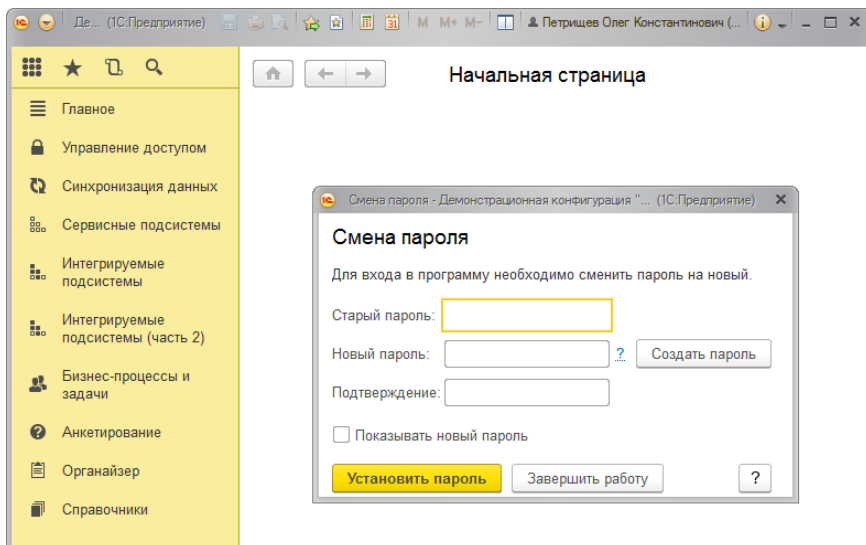 Де... (1С:Предприятие) M M+ M- 31 Петрищев Олег Константинович (...
Начальная страница
Главное
Управление доступом
Синхронизация данных
Сервисные подсистемы
Интегрируемые
подсистемы
Интегрируемые
подсистемы (часть 2)
Бизнес-процессы и
задачи
Анкетирование
Органайзер
Справочники
1С Смена пароля - Демонстрационная конфигурация "... (1С:Предприятие)
Смена пароля
Для входа в программу необходимо сменить пароль на новый.
Старый пароль:
Новый пароль: ? Создать пароль
Подтверждение:
Показывать новый пароль
Установить пароль Завершить работу ?